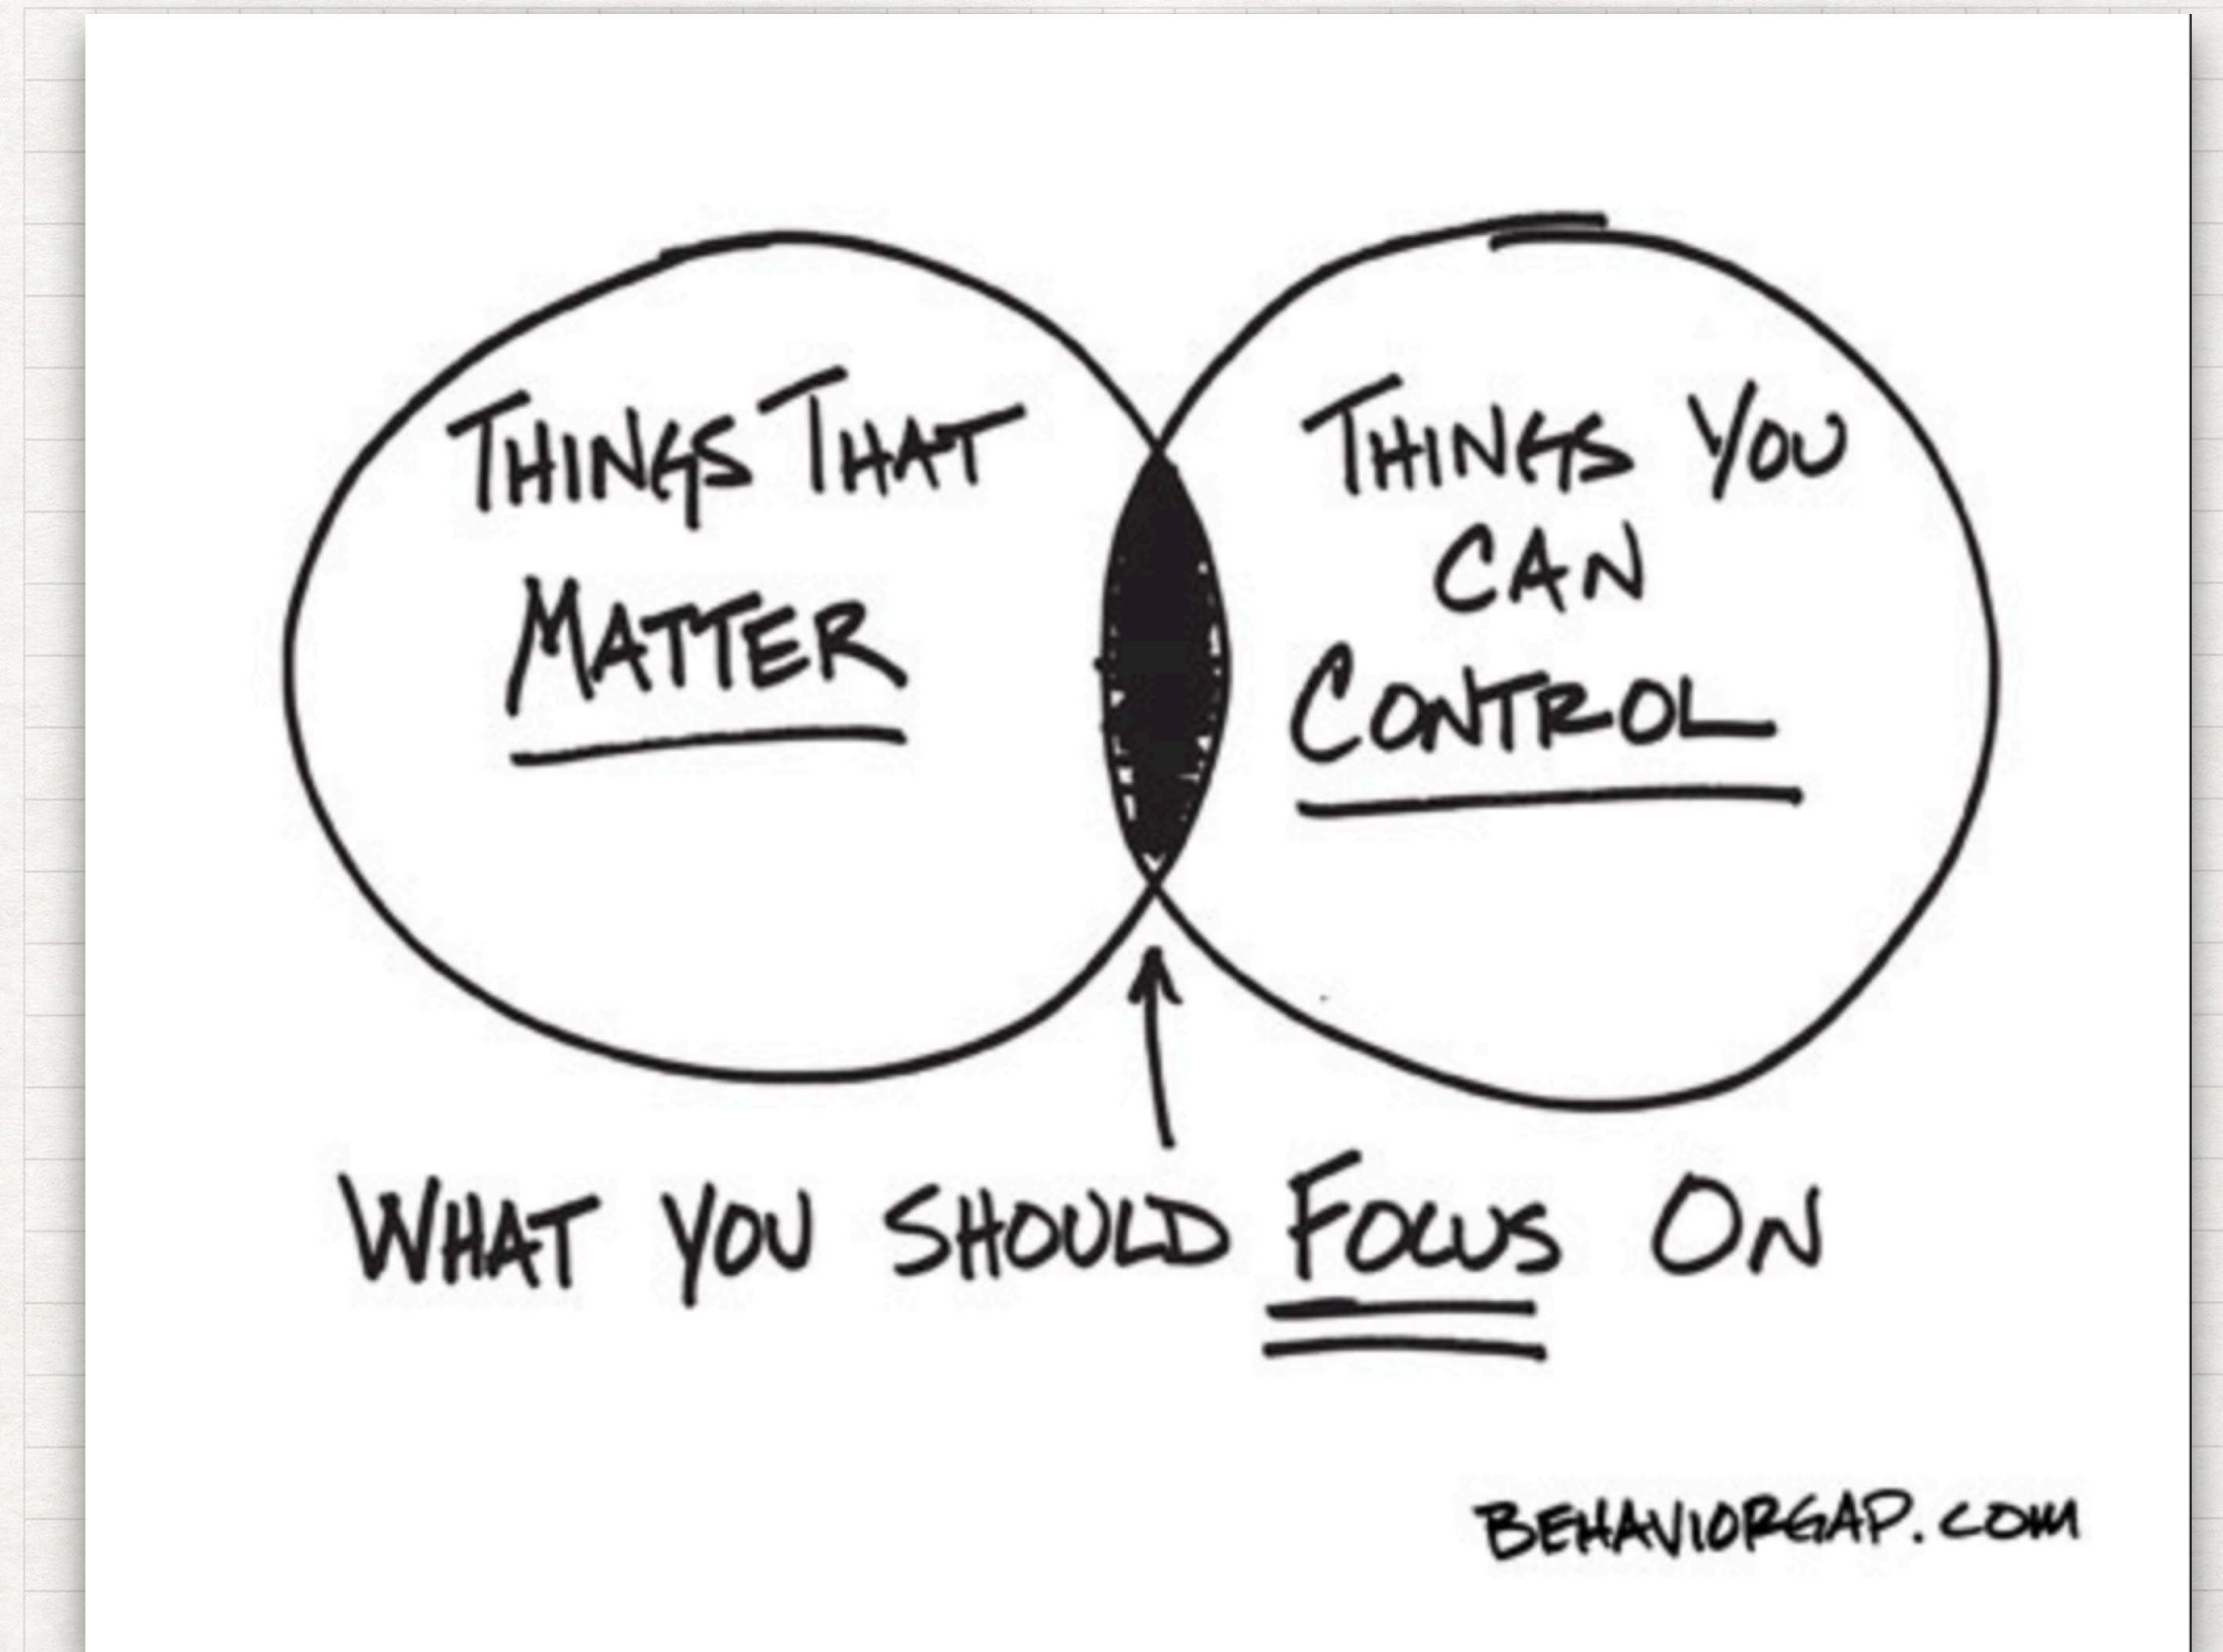 THINGS THAT
MATTER
THINGS YOU
CAN
CONTROL
WHAT YOU SHOULD FOCUS ON
BEHAVIORGAP.COM